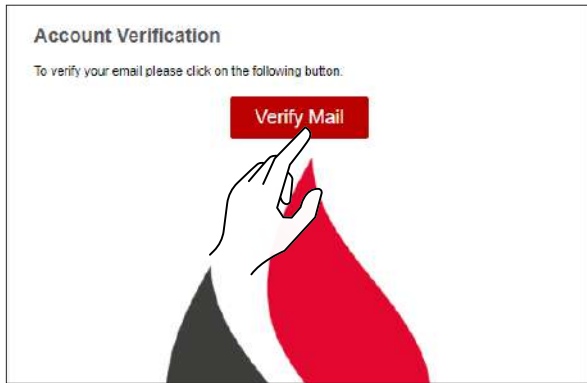 Account Verification
To verify your email please click on the following button.
Verify Mail